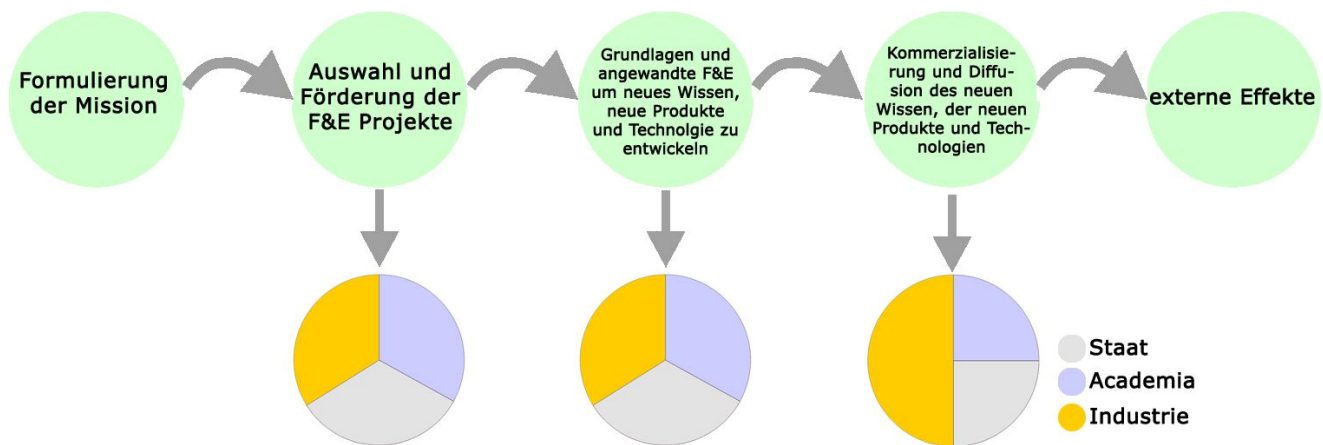 Formulierung
der Mission
Auswahl und
Förderung der
F&E Projekte
Grundlagen und
angewandte F&E
um neues Wissen,
neue Produkte
und Technolgie zu
entwickeln
Kommerzialisie-
rung und Diffu-
sion des neuen
Wissen, der neuen
Produkte und Tech-
nologien
externe Effekte
Staat
Academia
Industrie